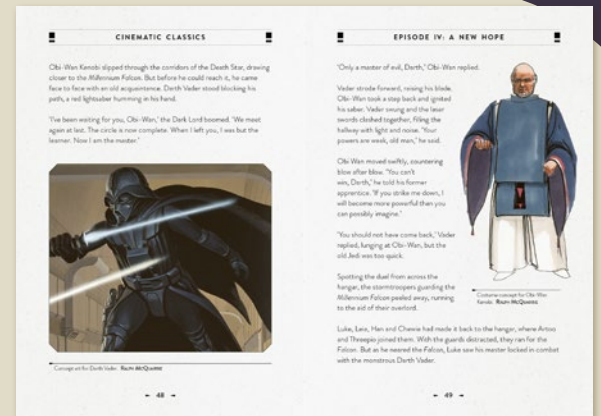 CINEMATIC CLASSICS
Obi-Wan Kenobi slipped through the corridors of the Death Star, drawing
closer to the Millennium Falcon. But before he could reach it, he came
face to face with an old acquaintance. Darth Vader stood blocking his
path, a red lightsaber humming in his hand.
'I've been waiting for you, Obi-Wan,' the Dark Lord boomed. 'We meet
again at last. The circle is now complete. When I left you, I was but the
learner. Now I am the master.'
Concept art for Darth Vader. RALPH McQUARRIE
48
EPISODE IV: A NEW HOPE
'Only a master of evil, Darth,' Obi-Wan replied.
Vader strode forward, raising his blade.
Obi-Wan took a step back and ignited
his saber. Vader swung and the laser
swords clashed together, filling the
hallway with light and noise. 'Your
powers are weak, old man,' he said.
Obi Wan moved swiftly, countering
blow after blow. 'You can't
win, Darth,' he told his former
apprentice. 'If you strike me down, I
will become more powerful than you
can possibly imagine.'
'You should not have come back,' Vader
replied, lunging at Obi-Wan, but the
old Jedi was too quick.
Spotting the duel from across the
hangar, the stormtroopers guarding the
Millennium Falcon peeled away, running
to the aid of their overlord.
Costume concept for Obi-Wan
Kenobi. RALPH McQUARRIE
Luke, Leia, Han and Chewie had made it back to the hangar, where Artoo
and Threepio joined them. With the guards distracted, they ran for the
Falcon. But as he neared the Falcon, Luke saw his master locked in combat
with the monstrous Darth Vader.
49